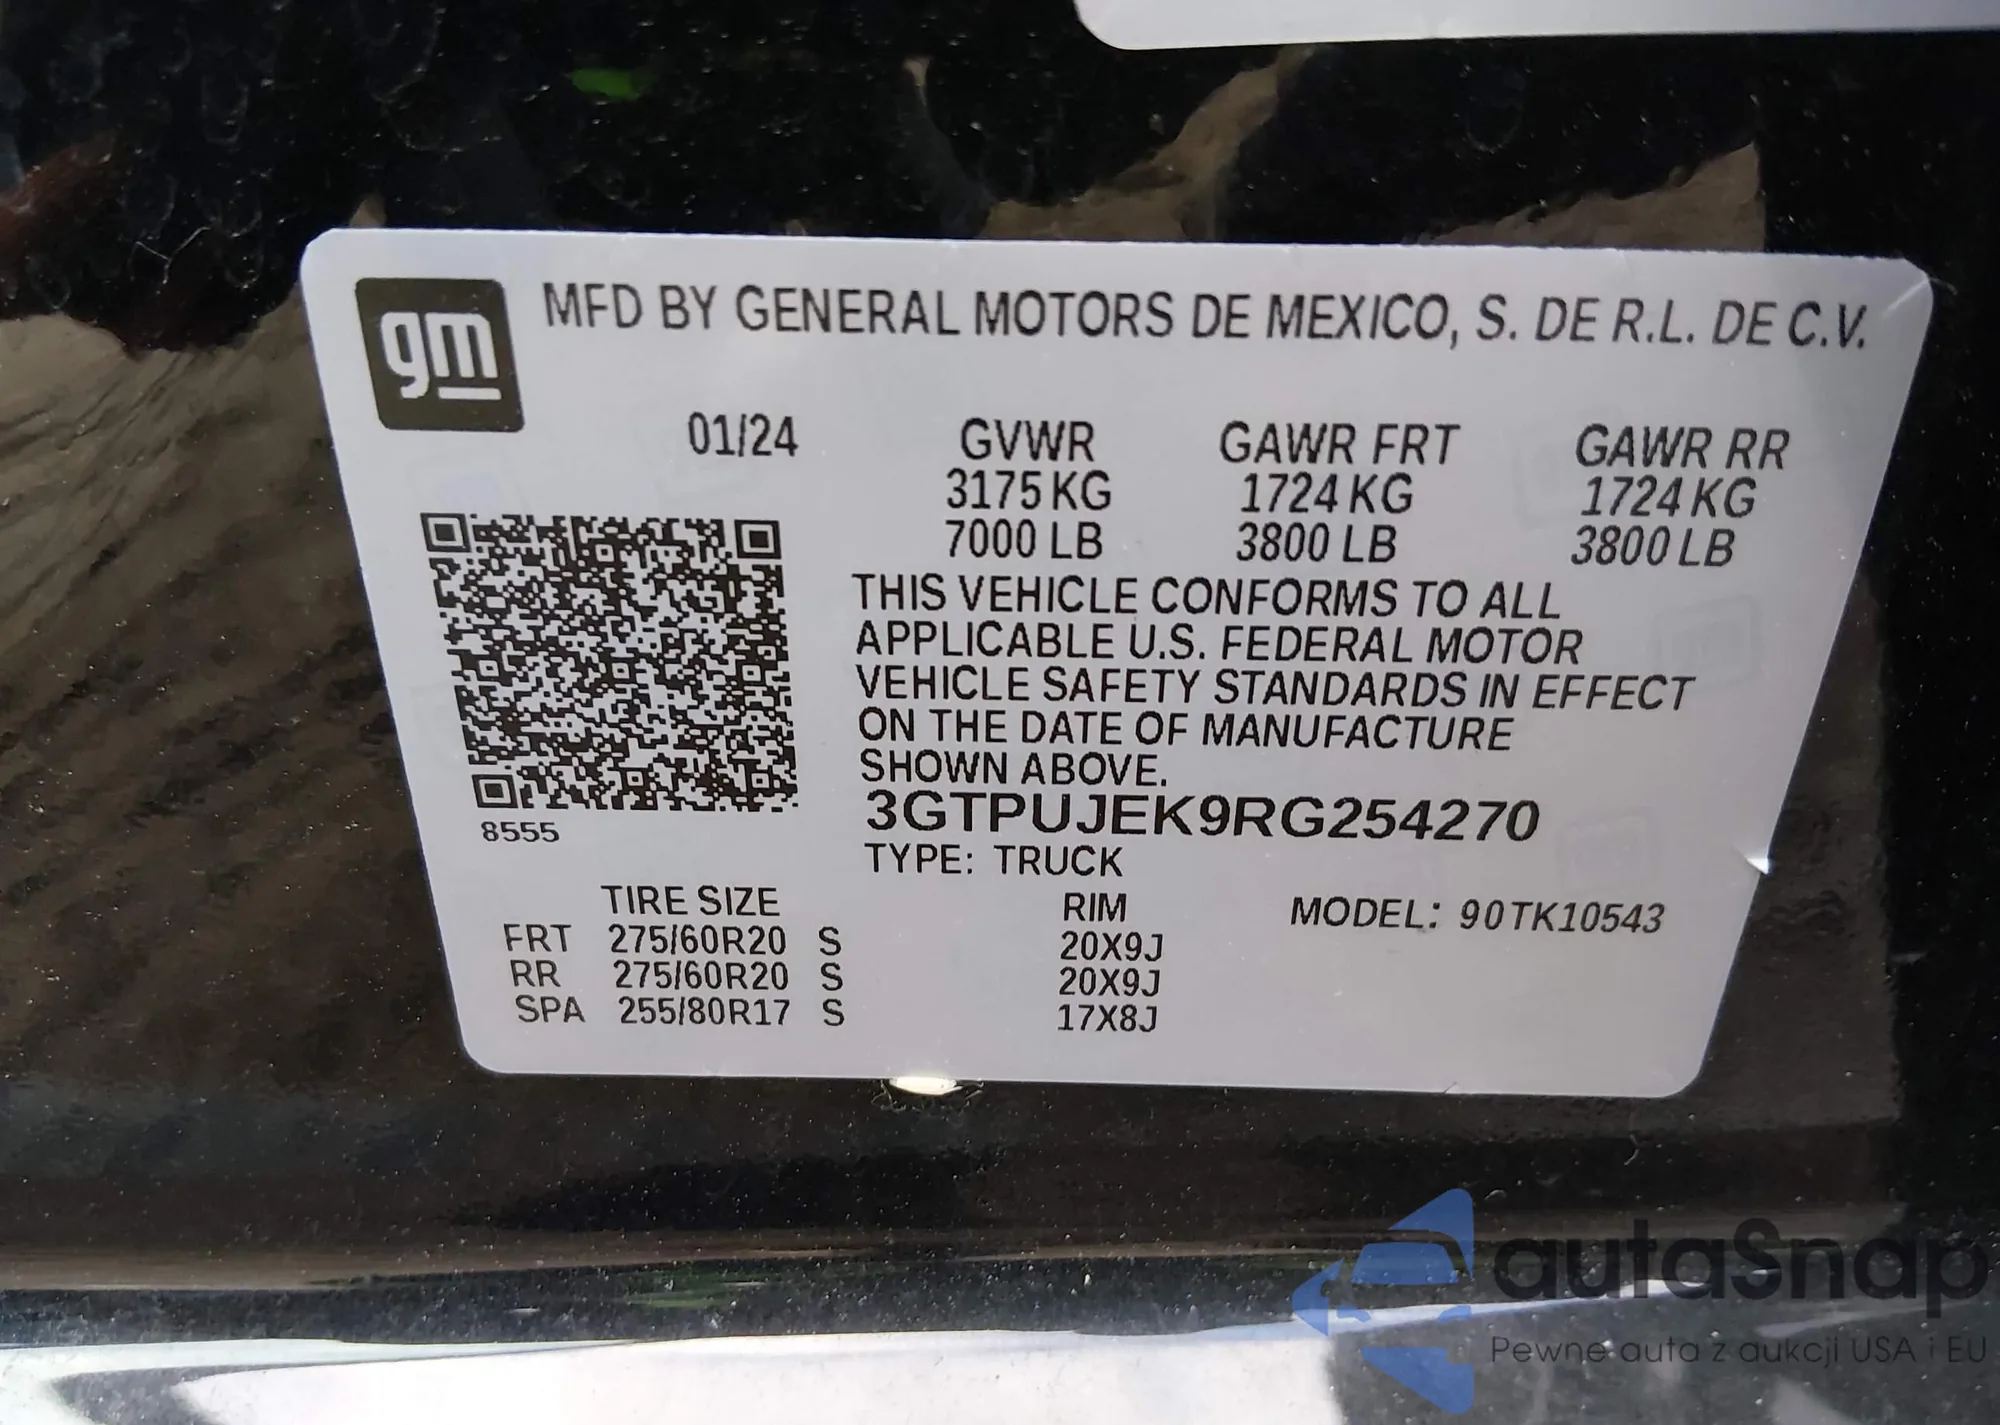 gm MFD BY GENERAL MOTORS DE MEXICO, S. DE R.L. DE C.V.
01/24 GVWR GAWR FRT GAWR RR
3175 KG 1724 KG 1724 KG
7000 LB 3800 LB 3800 LB
THIS VEHICLE CONFORMS TO ALL
APPLICABLE U.S. FEDERAL MOTOR
VEHICLE SAFETY STANDARDS IN EFFECT
ON THE DATE OF MANUFACTURE
SHOWN ABOVE.
3GTPUJEK9RG254270
8555
TYPE: TRUCK
TIRE SIZE RIM MODEL: 90TK10543
FRT 275/60R20 S 20X9J
RR 275/60R20 S 20X9J
SPA 255/80R17 S 17X8J
autaSnap
Pewne auta z aukcji USA i EU